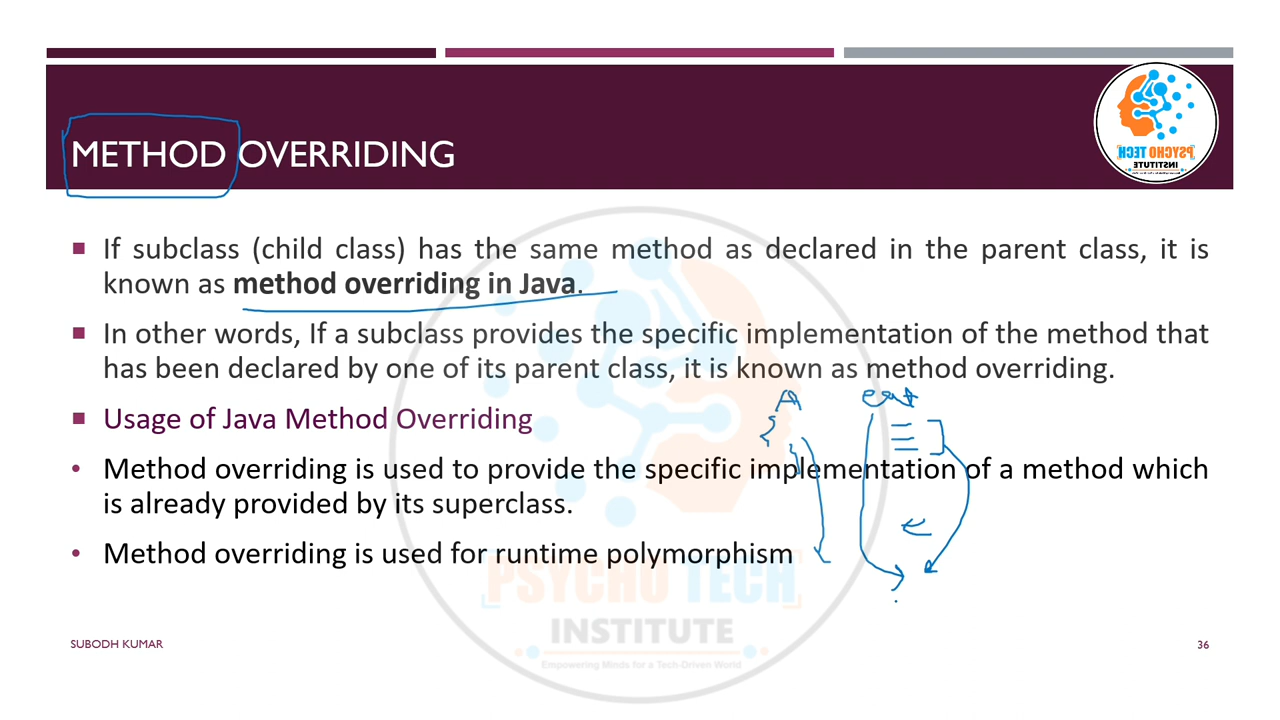 METHOD OVERRIDING
PSYCHO TECH
INSTITUTE
If subclass (child class) has the same method as declared in the parent class, it is
known as method overriding in Java.
In other words, If a subclass provides the specific implementation of the method that
has been declared by one of its parent class, it is known as method overriding.
A eat
Usage of Java Method Overriding
Method overriding is used to provide the specific implementation of a method which
is already provided by its superclass.
Method overriding is used for runtime polymorphism
PSYCHO TECH
INSTITUTE
Empowering Minds for a Tech-Driven World
SUBODH KUMAR
36